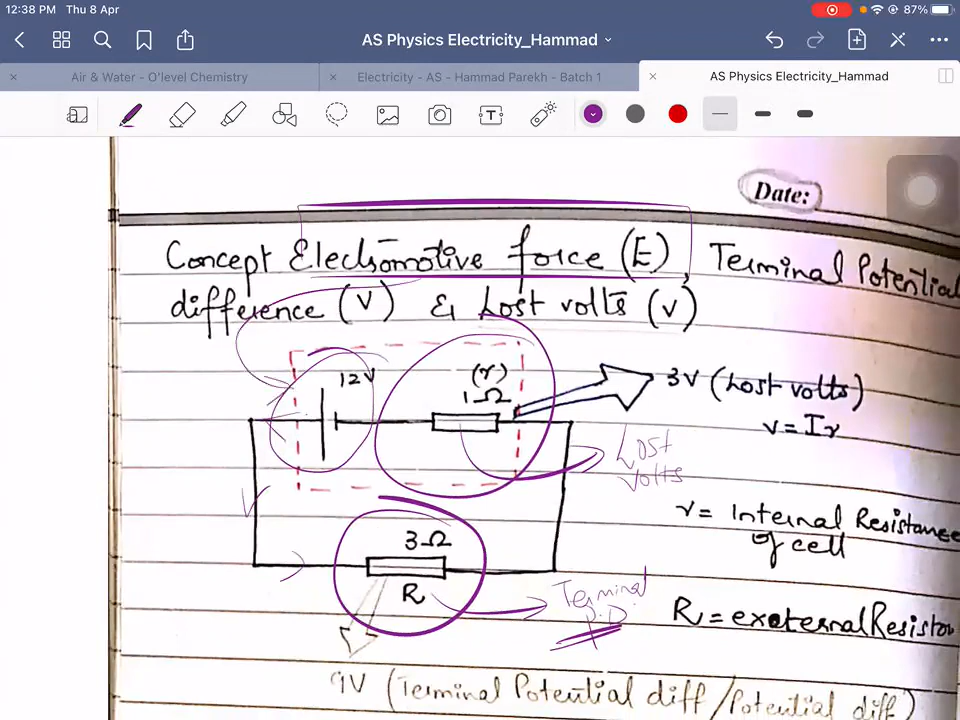 12:38 PM Thu 8 Apr
87%
AS Physics Electricity_Hammad
Air & Water - O'level Chemistry
Electricity - AS - Hammad Parekh - Batch 1
AS Physics Electricity_Hammad
Date:
Concept Electromotive force (E), Terminal Potential
difference (V) & Lost volts (v)
12V
(r)
1Ω
3V (Lost volts)
v = Ir
Lost
volts
r = Internal Resistance
of cell
3Ω
R
Terminal
P.D
R = exeternal Resistor
9V (Terminal Potential diff/Potential diff)